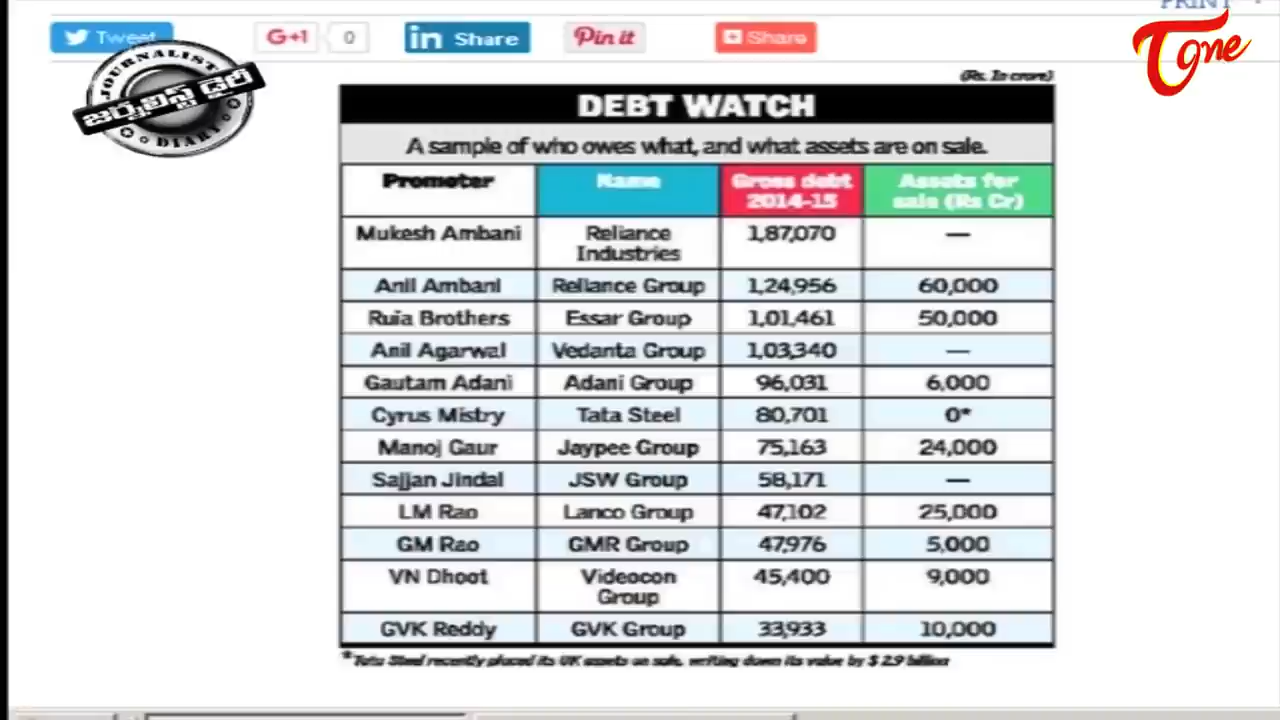 PRINT
Tweet
G+1 0
in Share
Pin it
Share
Tone
JOURNALIST
జర్నలిస్ట్ డైరీ
DIARY
(Rs. In crore)
DEBT WATCH
A sample of who owes what, and what assets are on sale.
Promoter Name Gross debt 2014-15 Assets for sale (Rs Cr)
Mukesh Ambani Reliance Industries 1,87,070 —
Anil Ambani Reliance Group 1,24,956 60,000
Ruia Brothers Essar Group 1,01,461 50,000
Anil Agarwal Vedanta Group 1,03,340 —
Gautam Adani Adani Group 96,031 6,000
Cyrus Mistry Tata Steel 80,701 0*
Manoj Gaur Jaypee Group 75,163 24,000
Sajjan Jindal JSW Group 58,171 —
LM Rao Lanco Group 47,102 25,000
GM Rao GMR Group 47,976 5,000
VN Dhoot Videocon Group 45,400 9,000
GVK Reddy GVK Group 33,933 10,000
*Tata Steel recently placed its UK assets on sale, writing down its value by $ 2.9 billion